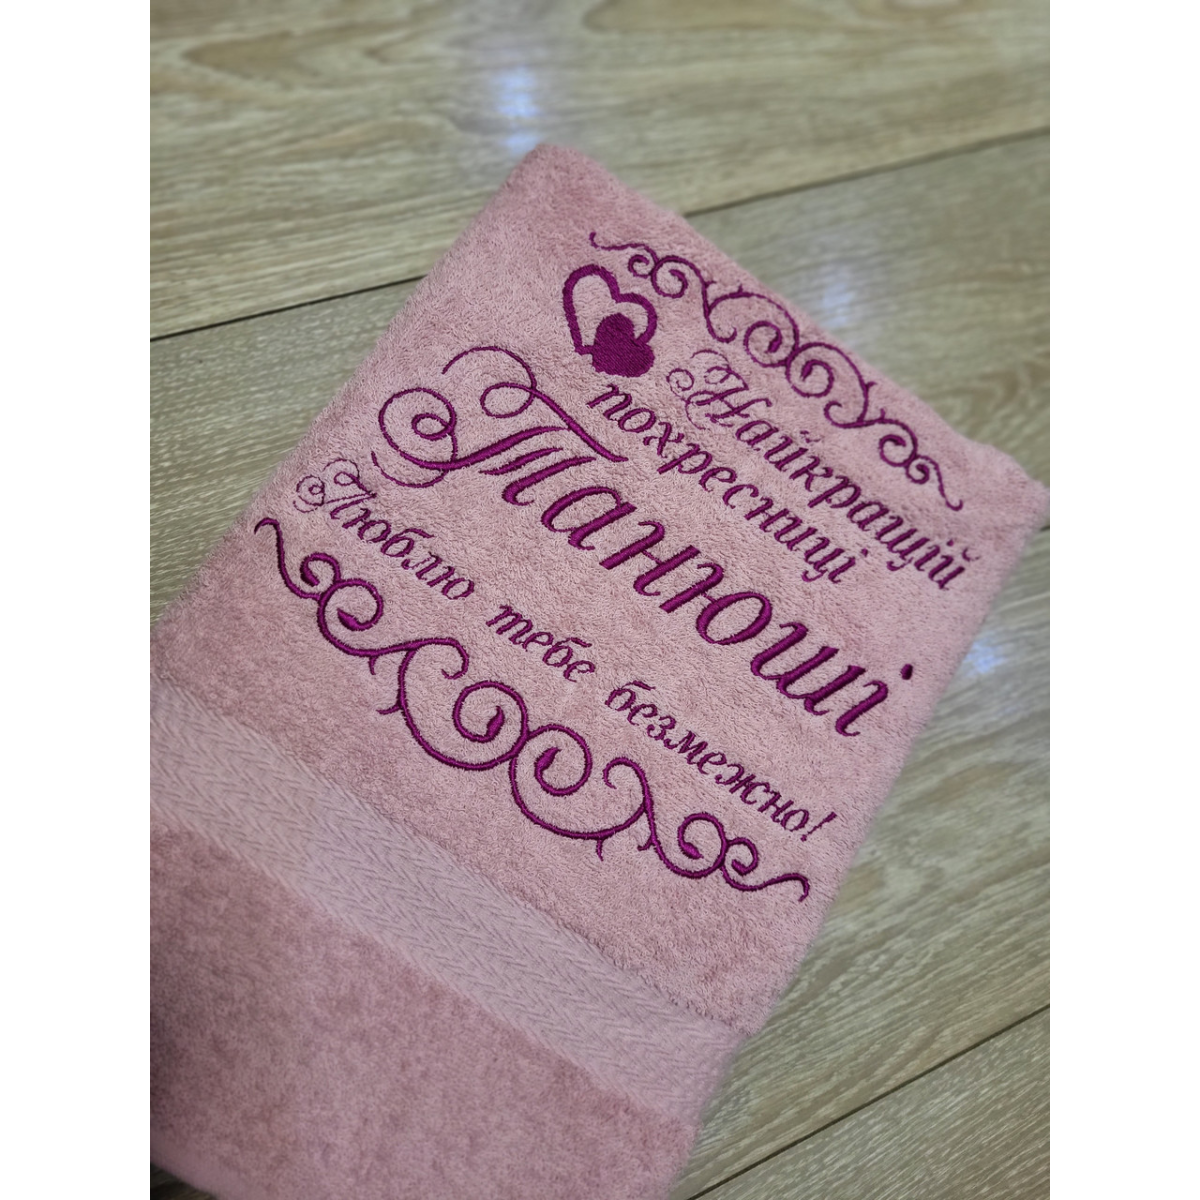 Найкращій
похресниці
Танюші
Люблю тебе безмежно!